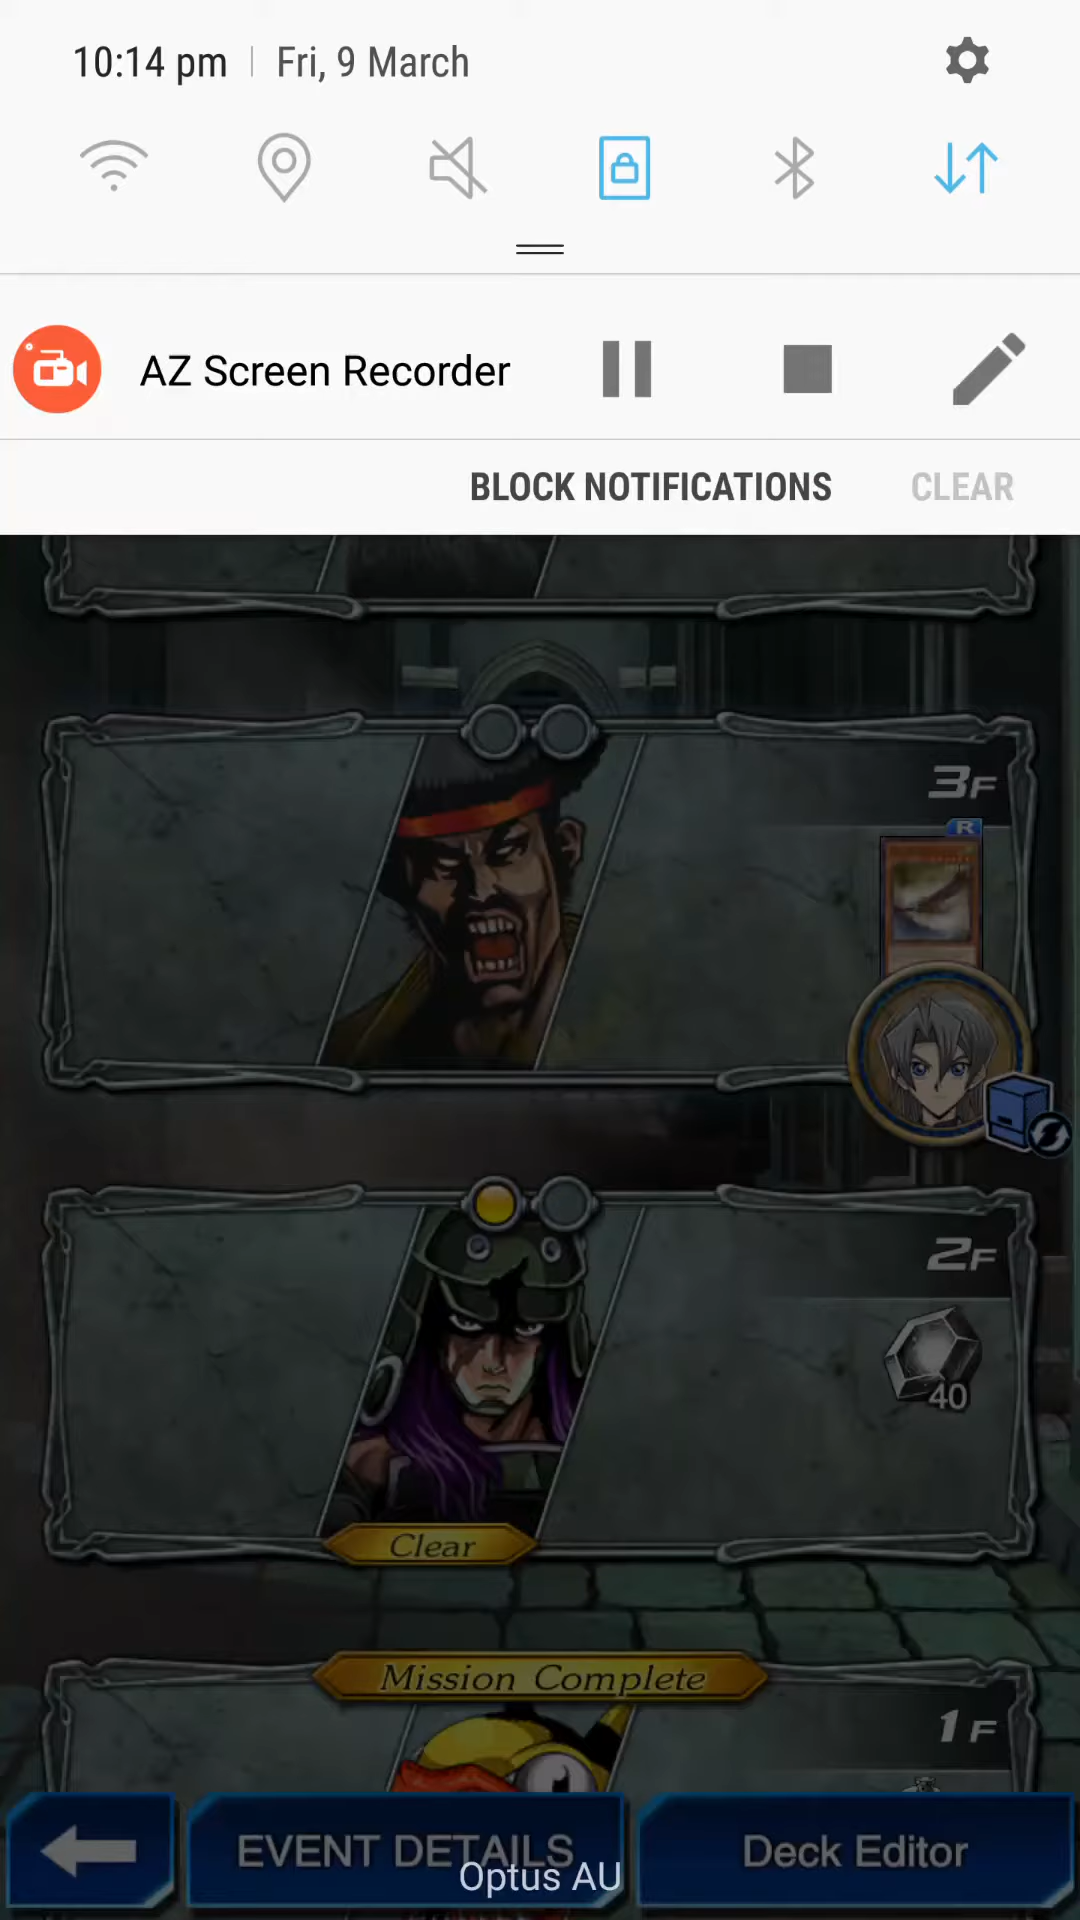 10:14 pm | Fri, 9 March
AZ Screen Recorder
BLOCK NOTIFICATIONS CLEAR
3F
R
2F
40
Clear
Mission Complete
1F
EVENT DETAILS Deck Editor
Optus AU